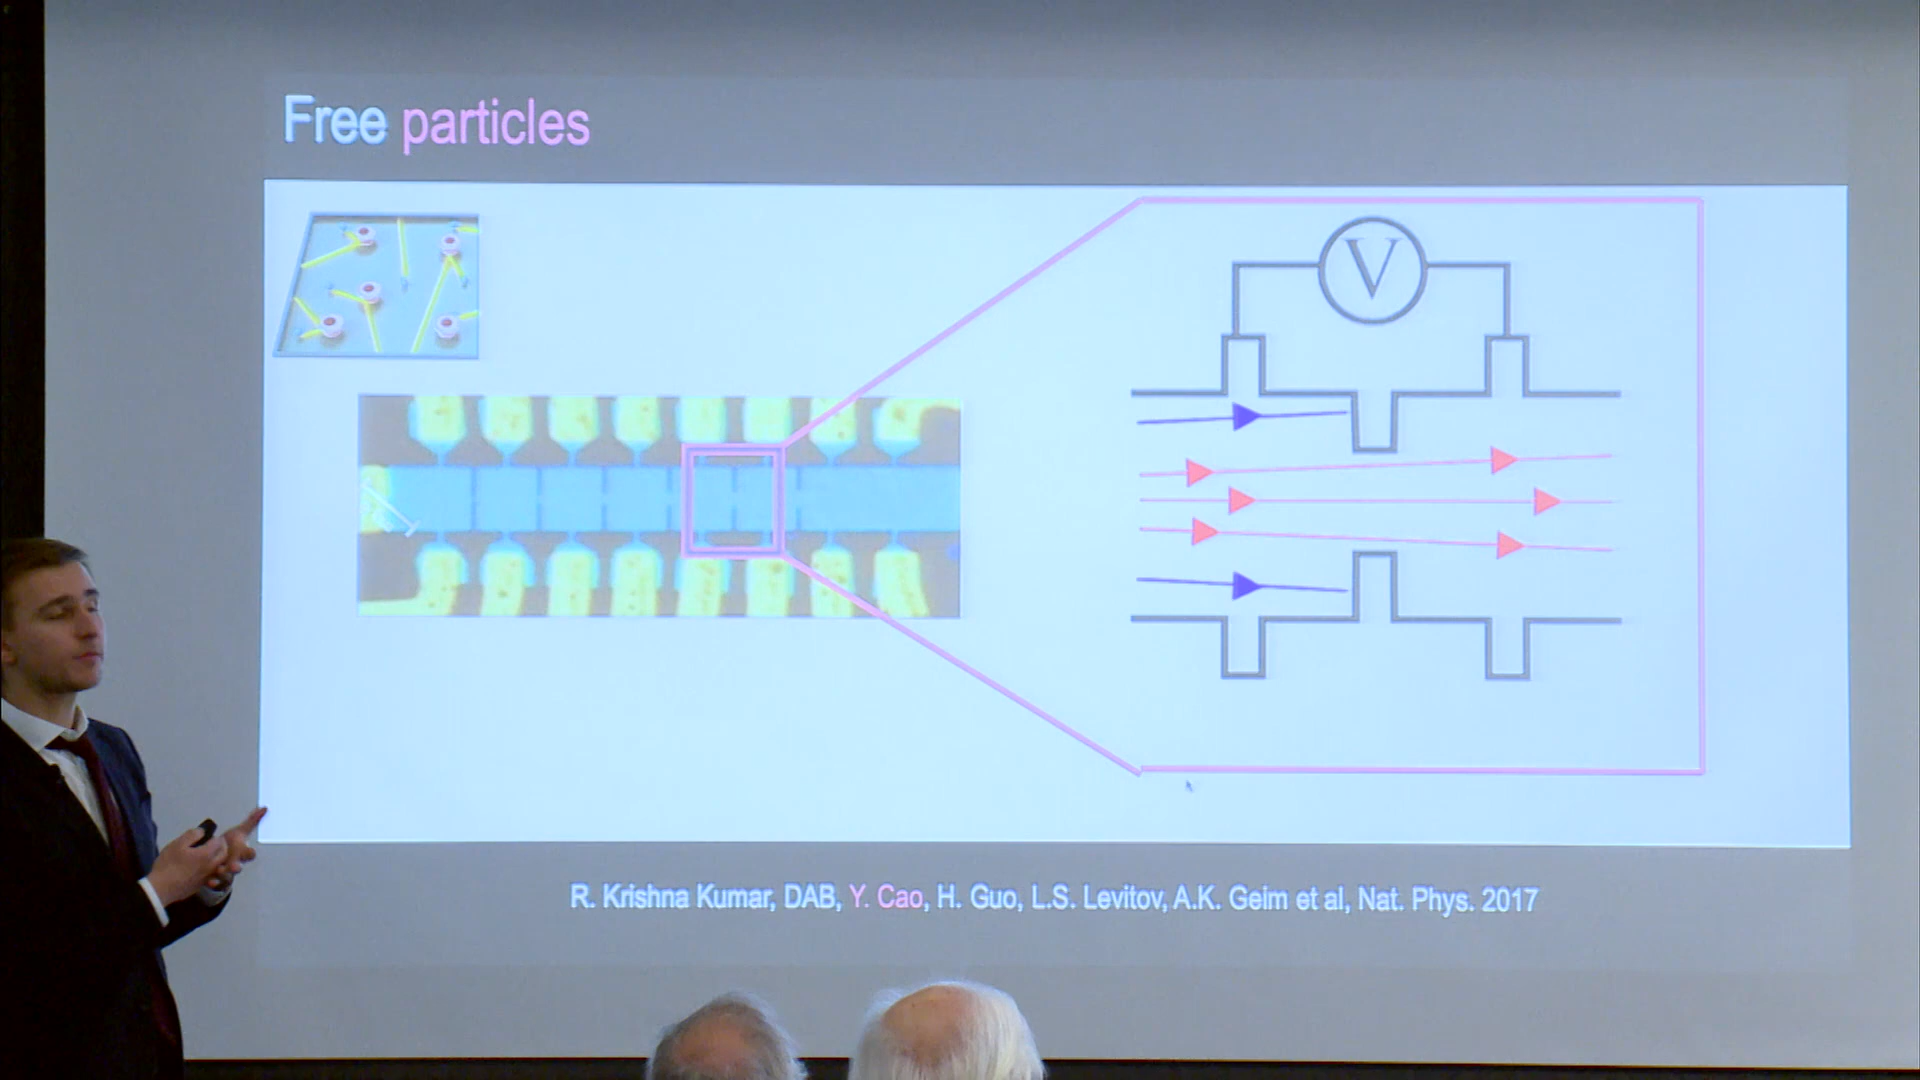 Free particles
V
R. Krishna Kumar, DAB, Y. Cao, H. Guo, L.S. Levitov, A.K. Geim et al, Nat. Phys. 2017